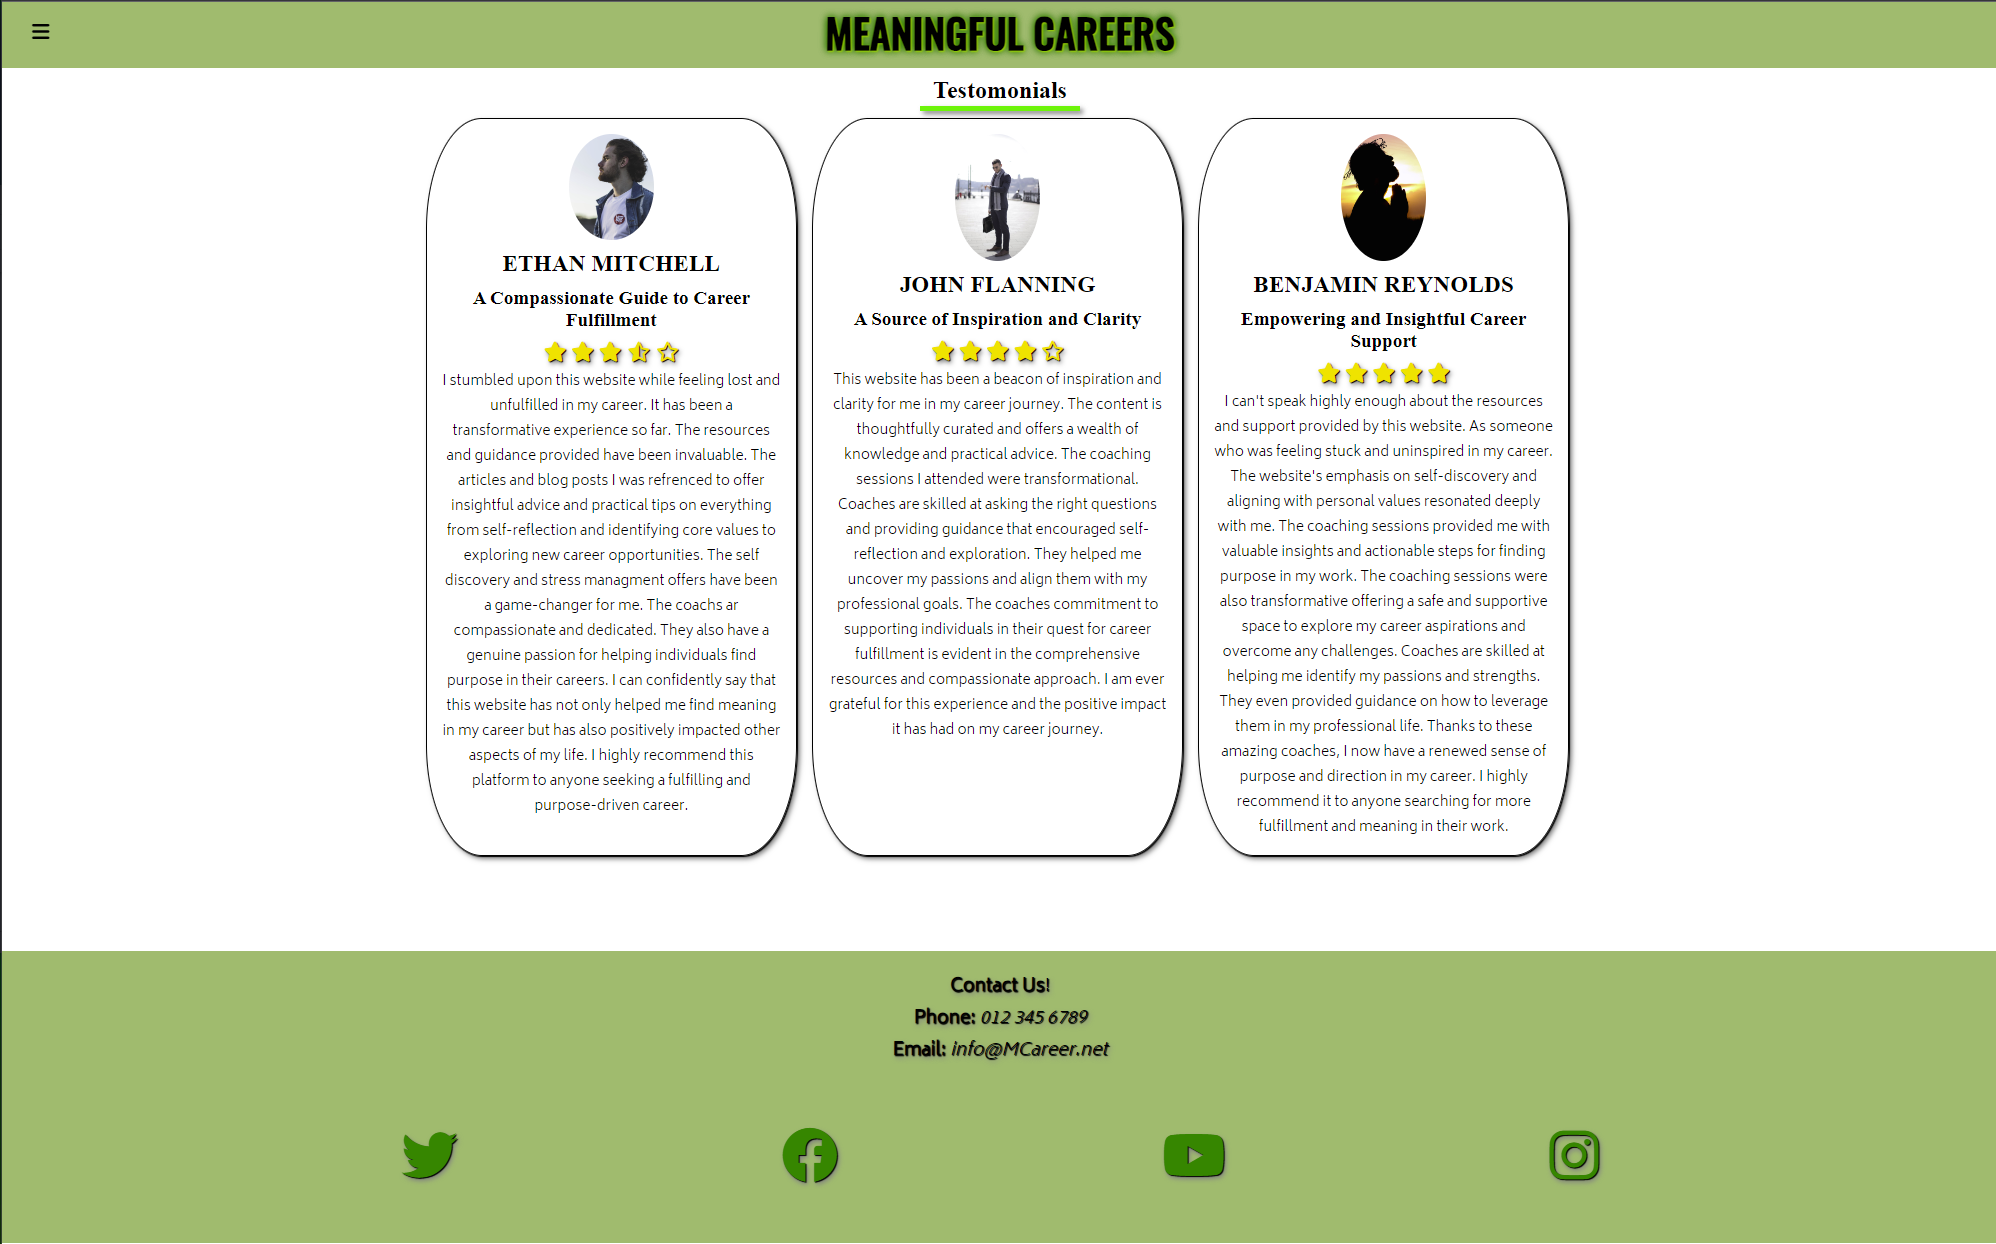 MEANINGFUL CAREERS
Testomonials
ETHAN MITCHELL
A Compassionate Guide to Career
Fulfillment
I stumbled upon this website while feeling lost and
unfulfilled in my career. It has been a
transformative experience so far. The resources
and guidance provided have been invaluable. The
articles and blog posts I was refrenced to offer
insightful advice and practical tips on everything
from self-reflection and identifying core values to
exploring new career opportunities. The self
discovery and stress managment offers have been
a game-changer for me. The coachs ar
compassionate and dedicated. They also have a
genuine passion for helping individuals find
purpose in their careers. I can confidently say that
this website has not only helped me find meaning
in my career but has also positively impacted other
aspects of my life. I highly recommend this
platform to anyone seeking a fulfilling and
purpose-driven career.
JOHN FLANNING
A Source of Inspiration and Clarity
This website has been a beacon of inspiration and
clarity for me in my career journey. The content is
thoughtfully curated and offers a wealth of
knowledge and practical advice. The coaching
sessions I attended were transformational.
Coaches are skilled at asking the right questions
and providing guidance that encouraged self-
reflection and exploration. They helped me
uncover my passions and align them with my
professional goals. The coaches commitment to
supporting individuals in their quest for career
fulfillment is evident in the comprehensive
resources and compassionate approach. I am ever
grateful for this experience and the positive impact
it has had on my career journey.
BENJAMIN REYNOLDS
Empowering and Insightful Career
Support
I can't speak highly enough about the resources
and support provided by this website. As someone
who was feeling stuck and uninspired in my career.
The website's emphasis on self-discovery and
aligning with personal values resonated deeply
with me. The coaching sessions provided me with
valuable insights and actionable steps for finding
purpose in my work. The coaching sessions were
also transformative offering a safe and supportive
space to explore my career aspirations and
overcome any challenges. Coaches are skilled at
helping me identify my passions and strengths.
They even provided guidance on how to leverage
them in my professional life. Thanks to these
amazing coaches, I now have a renewed sense of
purpose and direction in my career. I highly
recommend it to anyone searching for more
fulfillment and meaning in their work.
Contact Us!
Phone: 012 345 6789
Email: info@MCareer.net